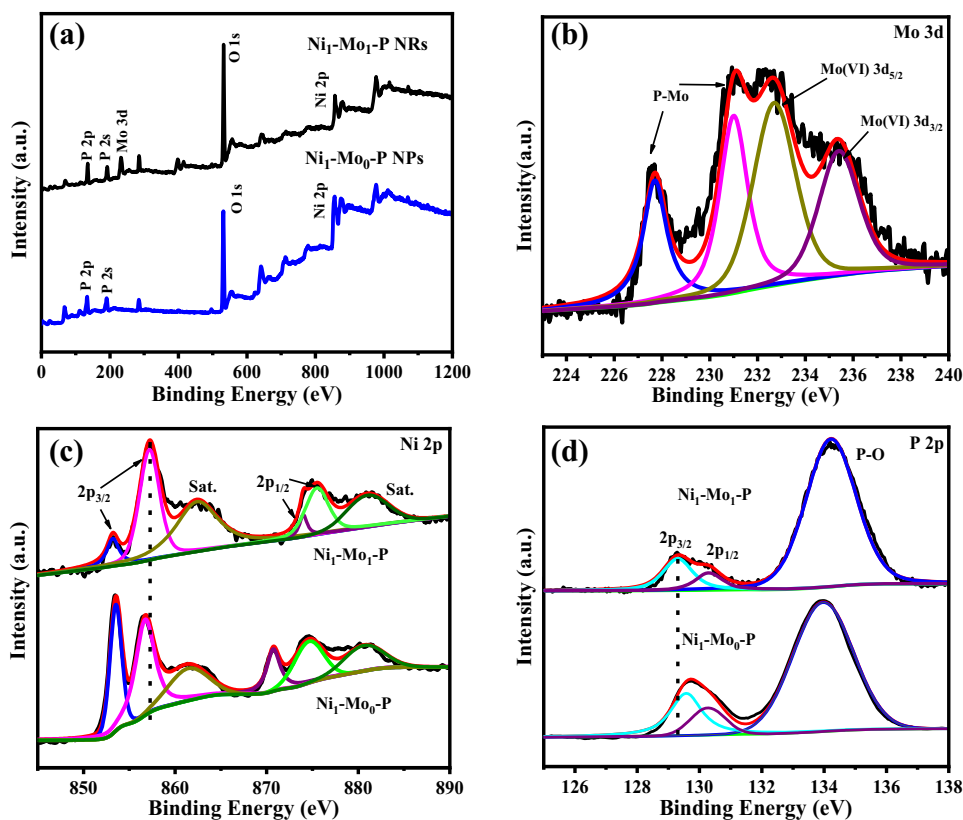 (a)
Ni₁-Mo₁-P NRs
O 1s
Ni 2p
P 2p
P 2s
Mo 3d
Ni₁-Mo₀-P NPs
O 1s
Ni 2p
P 2p
P 2s
Intensity(a.u.)
0 200 400 600 800 1000 1200
Binding Energy (eV)
(b)
Mo 3d
P-Mo
Mo(VI) 3d₅/₂
Mo(VI) 3d₃/₂
Intensity(a.u.)
224 226 228 230 232 234 236 238 240
Binding Energy (eV)
(c)
Ni 2p
2p₃/₂
Sat.
2p₁/₂
Sat.
Ni₁-Mo₁-P
Ni₁-Mo₀-P
Intensity (a.u.)
850 860 870 880 890
Binding Energy (eV)
(d)
P 2p
P-O
Ni₁-Mo₁-P
2p₃/₂
2p₁/₂
Ni₁-Mo₀-P
Intensity (a.u.)
126 128 130 132 134 136 138
Binding Energy (eV)